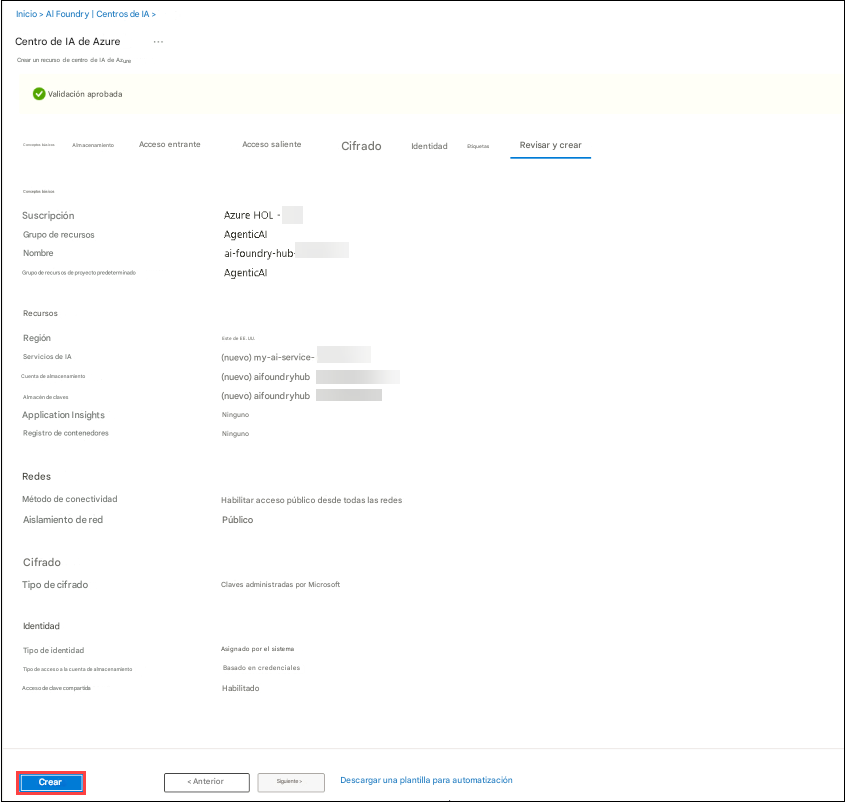 Inicio > AI Foundry | Centros de IA >
Centro de IA de Azure ...
Crear un recurso de centro de IA de Azure
Validación aprobada
Conceptos básicos Almacenamiento Acceso entrante Acceso saliente Cifrado Identidad Etiquetas Revisar y crear
Conceptos básicos
Suscripción Azure HOL -
Grupo de recursos AgenticAI
Nombre ai-foundry-hub-
Grupo de recursos de proyecto predeterminado AgenticAI
Recursos
Región Este de EE. UU.
Servicios de IA (nuevo) my-ai-service-
Cuenta de almacenamiento (nuevo) aifoundryhub
Almacén de claves (nuevo) aifoundryhub
Application Insights Ninguno
Registro de contenedores Ninguno
Redes
Método de conectividad Habilitar acceso público desde todas las redes
Aislamiento de red Público
Cifrado
Tipo de cifrado Claves administradas por Microsoft
Identidad
Tipo de identidad Asignado por el sistema
Tipo de acceso a la cuenta de almacenamiento Basado en credenciales
Acceso de clave compartida Habilitado
Crear < Anterior Siguiente > Descargar una plantilla para automatización